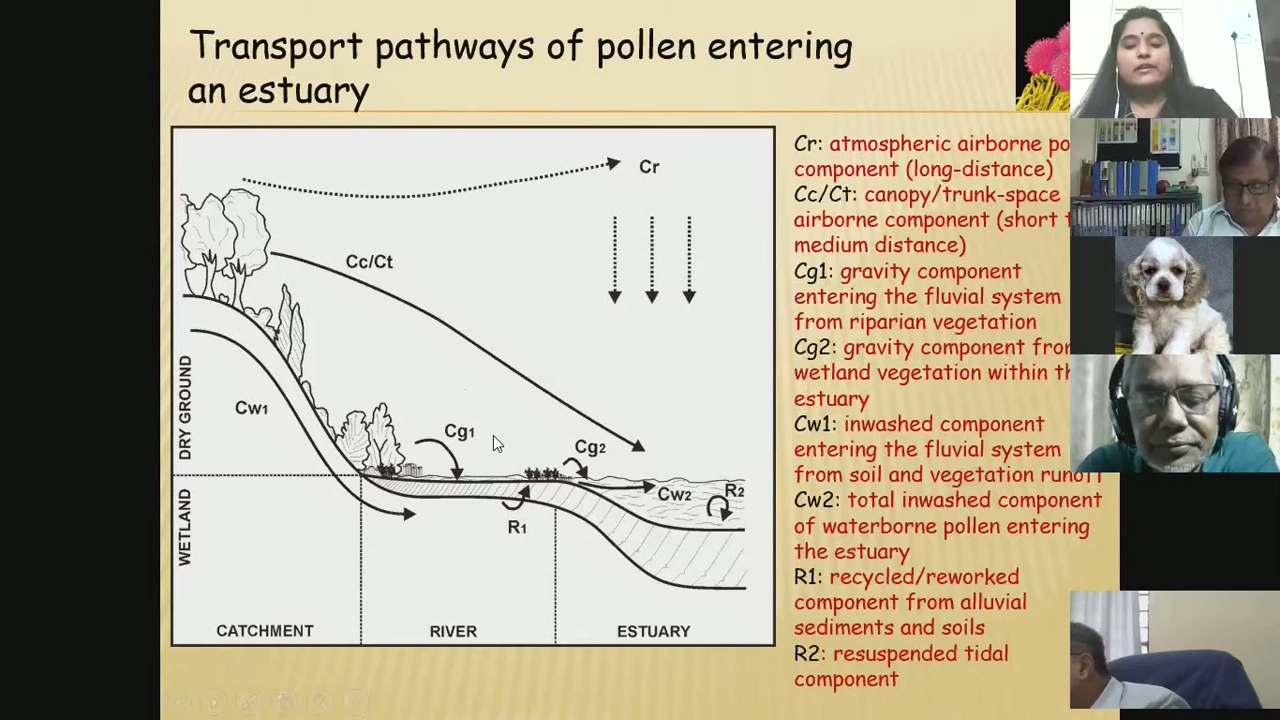 Transport pathways of pollen entering
an estuary
Cr
Cc/Ct
Cw1
Cg1
Cg2
Cw2
R1
R2
DRY GROUND
WETLAND
CATCHMENT
RIVER
ESTUARY
Cr: atmospheric airborne
component (long-distance)
Cc/Ct: canopy/trunk-space
airborne component (short
medium distance)
Cg1: gravity component
entering the fluvial system
from riparian vegetation
Cg2: gravity component
wetland vegetation within
estuary
Cw1: inwashed component
entering the fluvial system
from soil and vegetation runoff
Cw2: total inwashed component
of waterborne pollen entering
the estuary
R1: recycled/reworked
component from alluvial
sediments and soils
R2: resuspended tidal
component